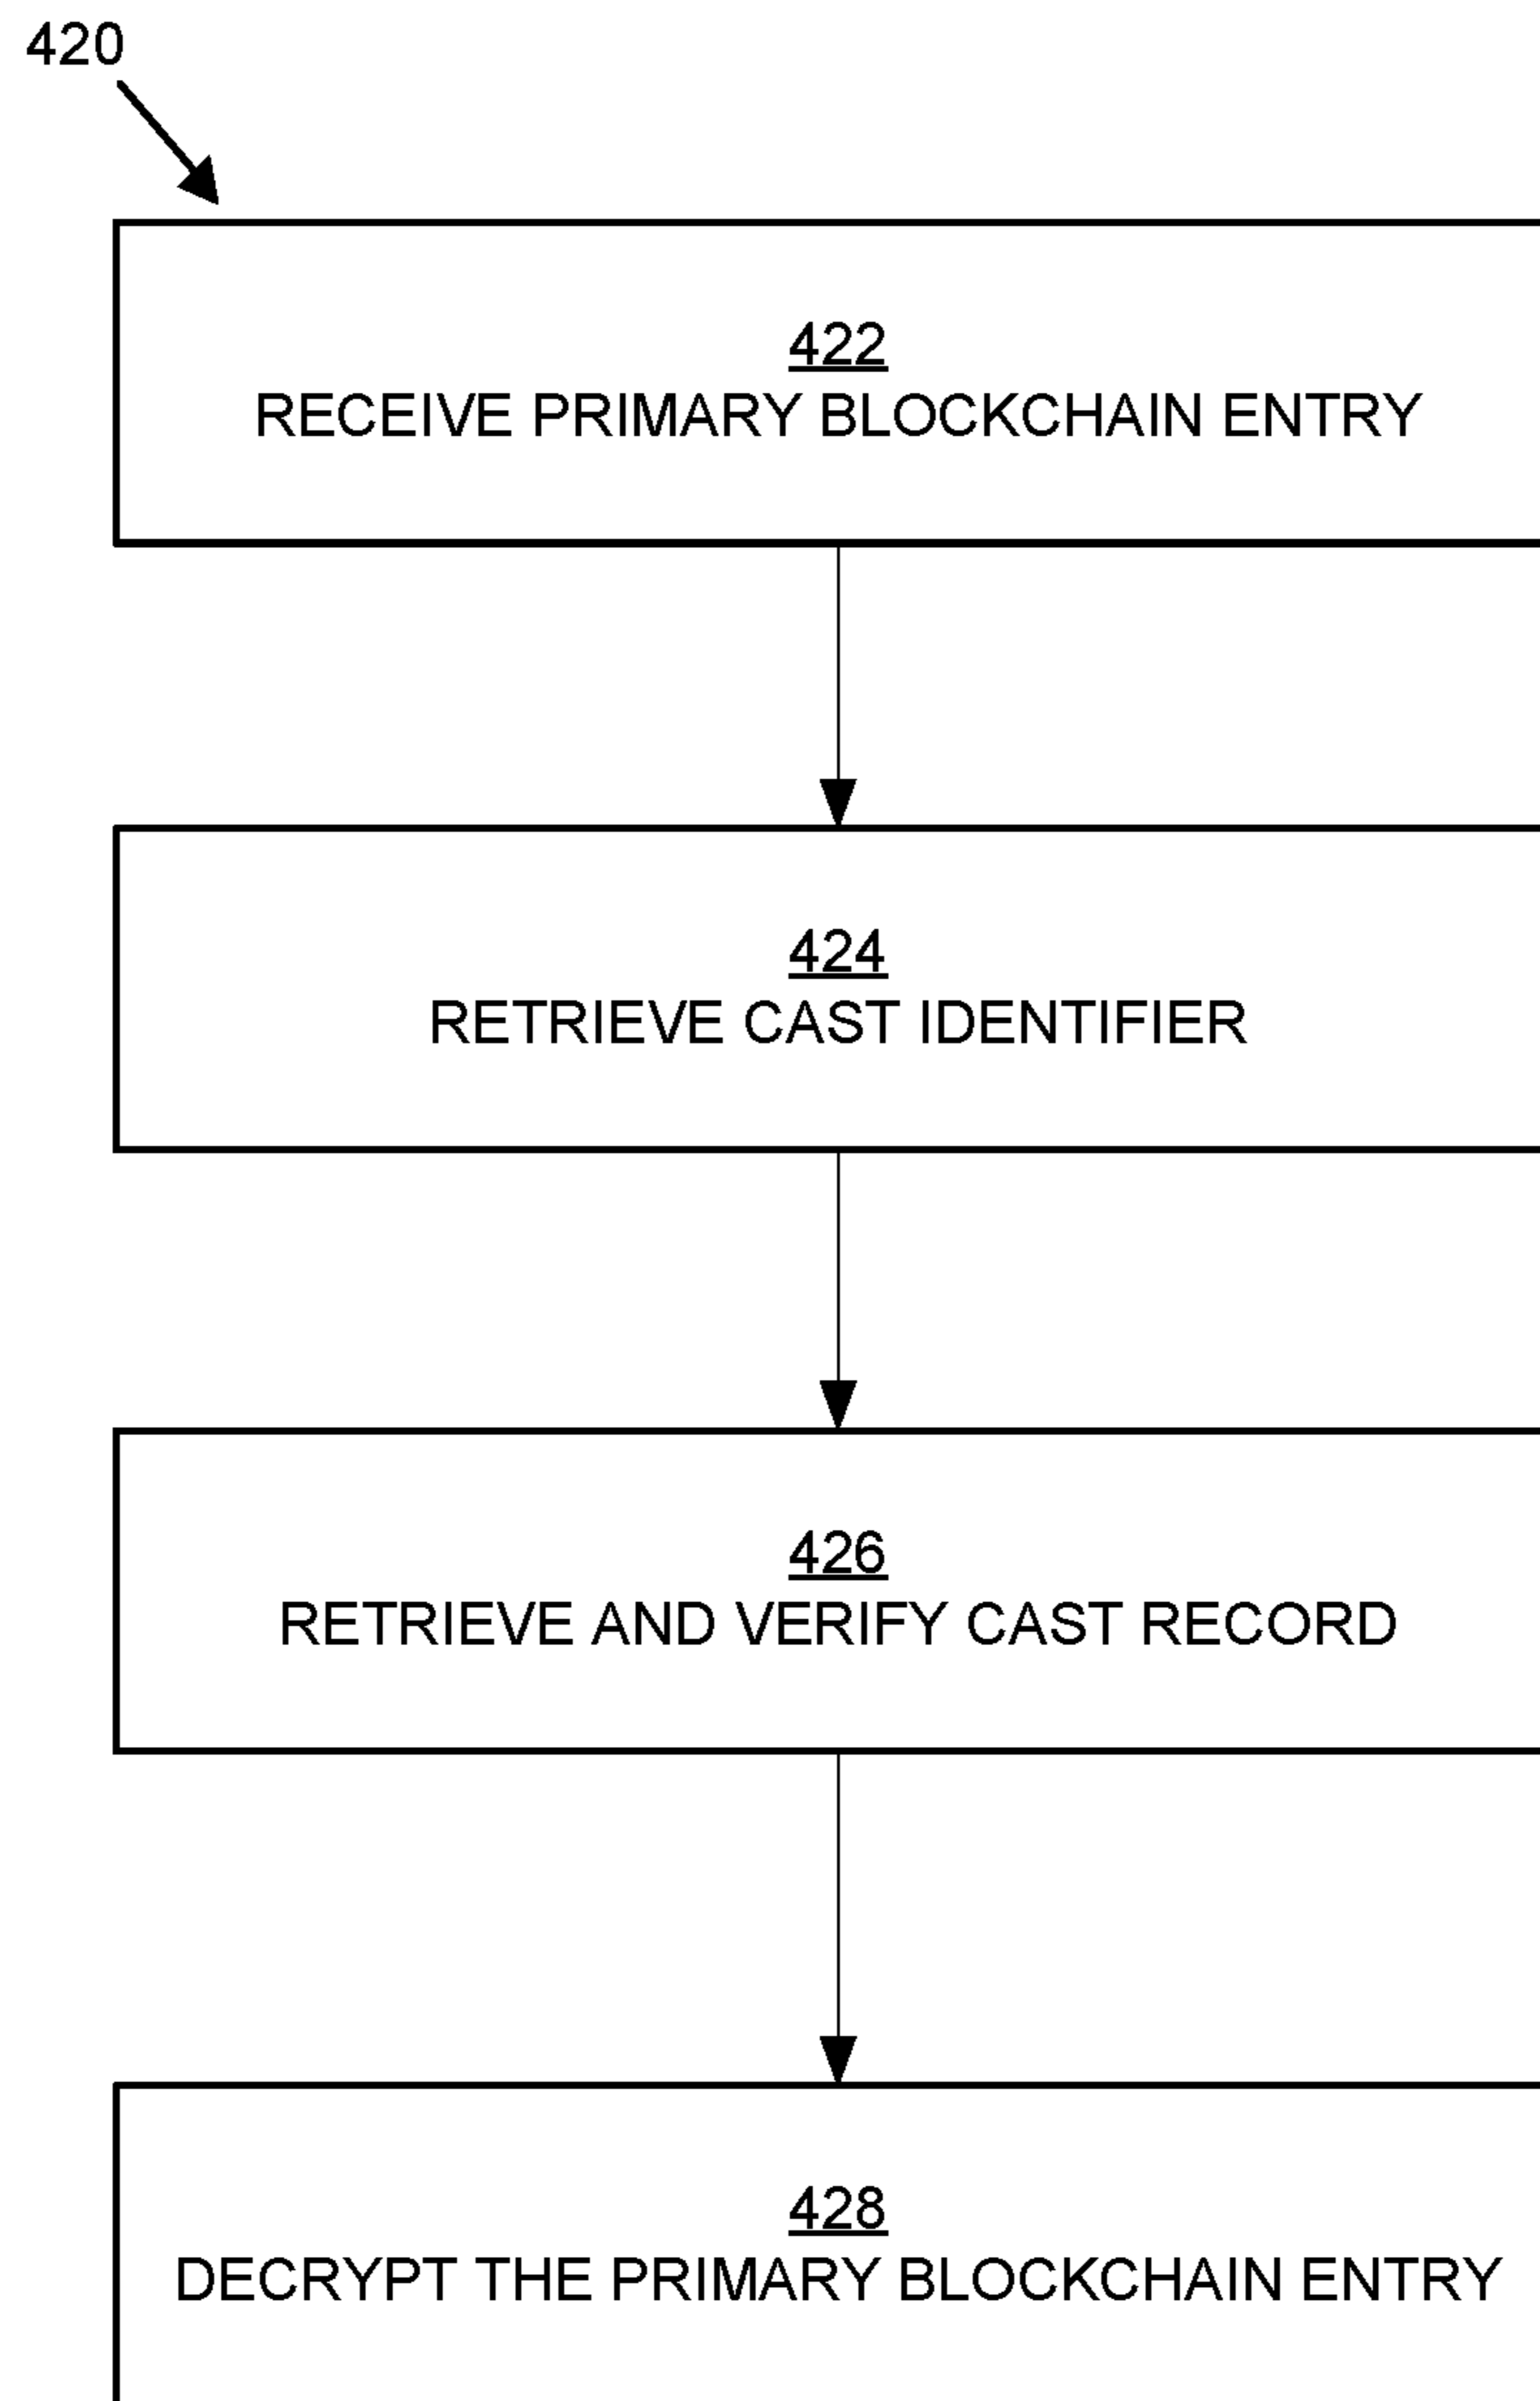 420
422
RECEIVE PRIMARY BLOCKCHAIN ENTRY
424
RETRIEVE CAST IDENTIFIER
426
RETRIEVE AND VERIFY CAST RECORD
428
DECRYPT THE PRIMARY BLOCKCHAIN ENTRY